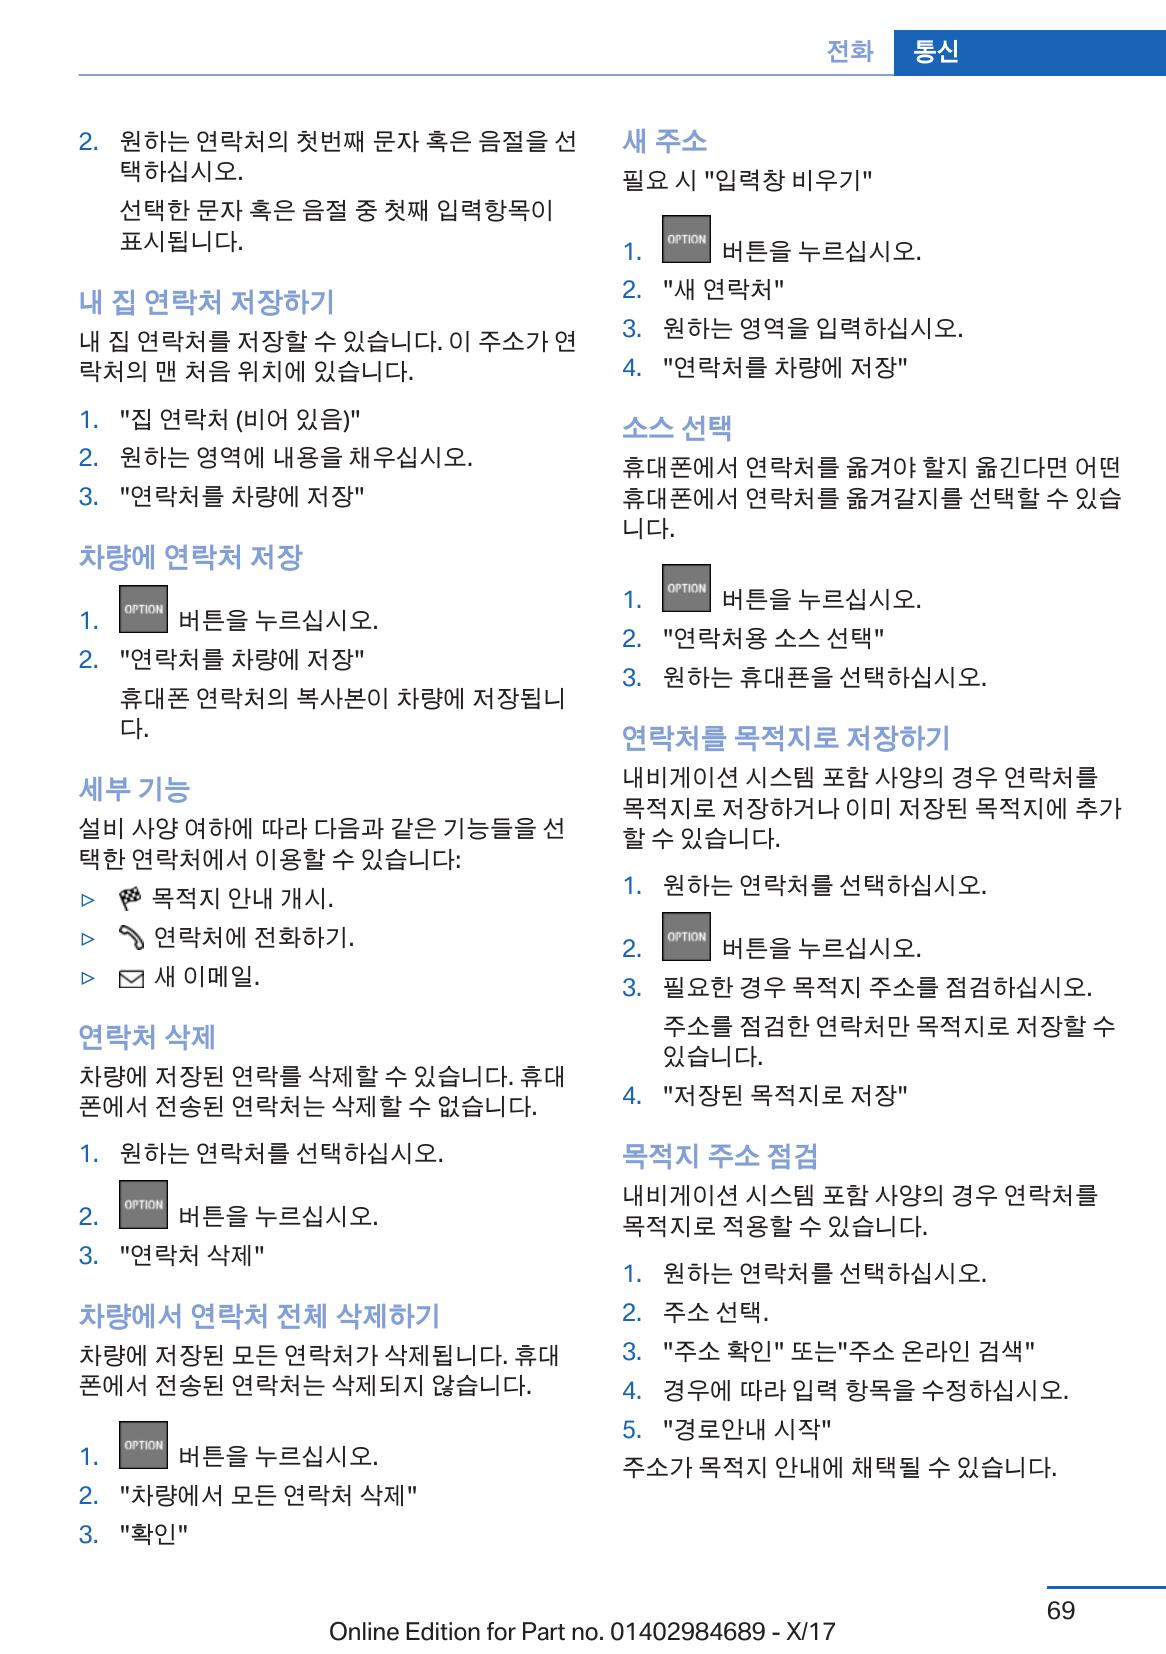 전화 통신
2. 원하는 연락처의 첫번째 문자 혹은 음절을 선
택하십시오.
선택한 문자 혹은 음절 중 첫째 입력항목이
표시됩니다.
내 집 연락처 저장하기
내 집 연락처를 저장할 수 있습니다. 이 주소가 연
락처의 맨 처음 위치에 있습니다.
1. "집 연락처 (비어 있음)"
2. 원하는 영역에 내용을 채우십시오.
3. "연락처를 차량에 저장"
차량에 연락처 저장
1. OPTION 버튼을 누르십시오.
2. "연락처를 차량에 저장"
휴대폰 연락처의 복사본이 차량에 저장됩니
다.
세부 기능
설비 사양 여하에 따라 다음과 같은 기능들을 선
택한 연락처에서 이용할 수 있습니다:
▷ 목적지 안내 개시.
▷ 연락처에 전화하기.
▷ 새 이메일.
연락처 삭제
차량에 저장된 연락를 삭제할 수 있습니다. 휴대
폰에서 전송된 연락처는 삭제할 수 없습니다.
1. 원하는 연락처를 선택하십시오.
2. OPTION 버튼을 누르십시오.
3. "연락처 삭제"
차량에서 연락처 전체 삭제하기
차량에 저장된 모든 연락처가 삭제됩니다. 휴대
폰에서 전송된 연락처는 삭제되지 않습니다.
1. OPTION 버튼을 누르십시오.
2. "차량에서 모든 연락처 삭제"
3. "확인"
새 주소
필요 시 "입력창 비우기"
1. OPTION 버튼을 누르십시오.
2. "새 연락처"
3. 원하는 영역을 입력하십시오.
4. "연락처를 차량에 저장"
소스 선택
휴대폰에서 연락처를 옮겨야 할지 옮긴다면 어떤
휴대폰에서 연락처를 옮겨갈지를 선택할 수 있습
니다.
1. OPTION 버튼을 누르십시오.
2. "연락처용 소스 선택"
3. 원하는 휴대푠을 선택하십시오.
연락처를 목적지로 저장하기
내비게이션 시스템 포함 사양의 경우 연락처를
목적지로 저장하거나 이미 저장된 목적지에 추가
할 수 있습니다.
1. 원하는 연락처를 선택하십시오.
2. OPTION 버튼을 누르십시오.
3. 필요한 경우 목적지 주소를 점검하십시오.
주소를 점검한 연락처만 목적지로 저장할 수
있습니다.
4. "저장된 목적지로 저장"
목적지 주소 점검
내비게이션 시스템 포함 사양의 경우 연락처를
목적지로 적용할 수 있습니다.
1. 원하는 연락처를 선택하십시오.
2. 주소 선택.
3. "주소 확인" 또는"주소 온라인 검색"
4. 경우에 따라 입력 항목을 수정하십시오.
5. "경로안내 시작"
주소가 목적지 안내에 채택될 수 있습니다.
69
Online Edition for Part no. 01402984689 - X/17